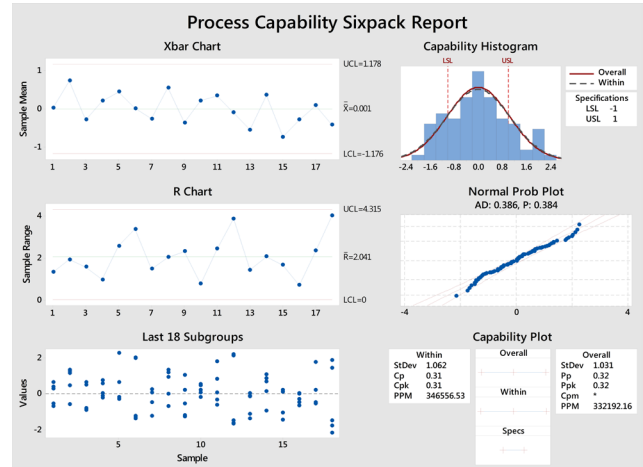 Process Capability Sixpack Report
Xbar Chart
Sample Mean
1
0
-1
1 3 5 7 9 11 13 15 17
UCL=1.178
X̿=0.001
LCL=-1.176
Capability Histogram
LSL USL
-2.4 -1.6 -0.8 0.0 0.8 1.6 2.4
Overall
Within
Specifications
LSL -1
USL 1
R Chart
Sample Range
4
2
0
1 3 5 7 9 11 13 15 17
UCL=4.315
R̄=2.041
LCL=0
Normal Prob Plot
AD: 0.386, P: 0.384
-4 0 4
Last 18 Subgroups
Values
2
0
-2
5 10 15
Sample
Capability Plot
Within
StDev 1.062
Cp 0.31
Cpk 0.31
PPM 346556.53
Overall
Within
Specs
Overall
StDev 1.031
Pp 0.32
Ppk 0.32
Cpm *
PPM 332192.16